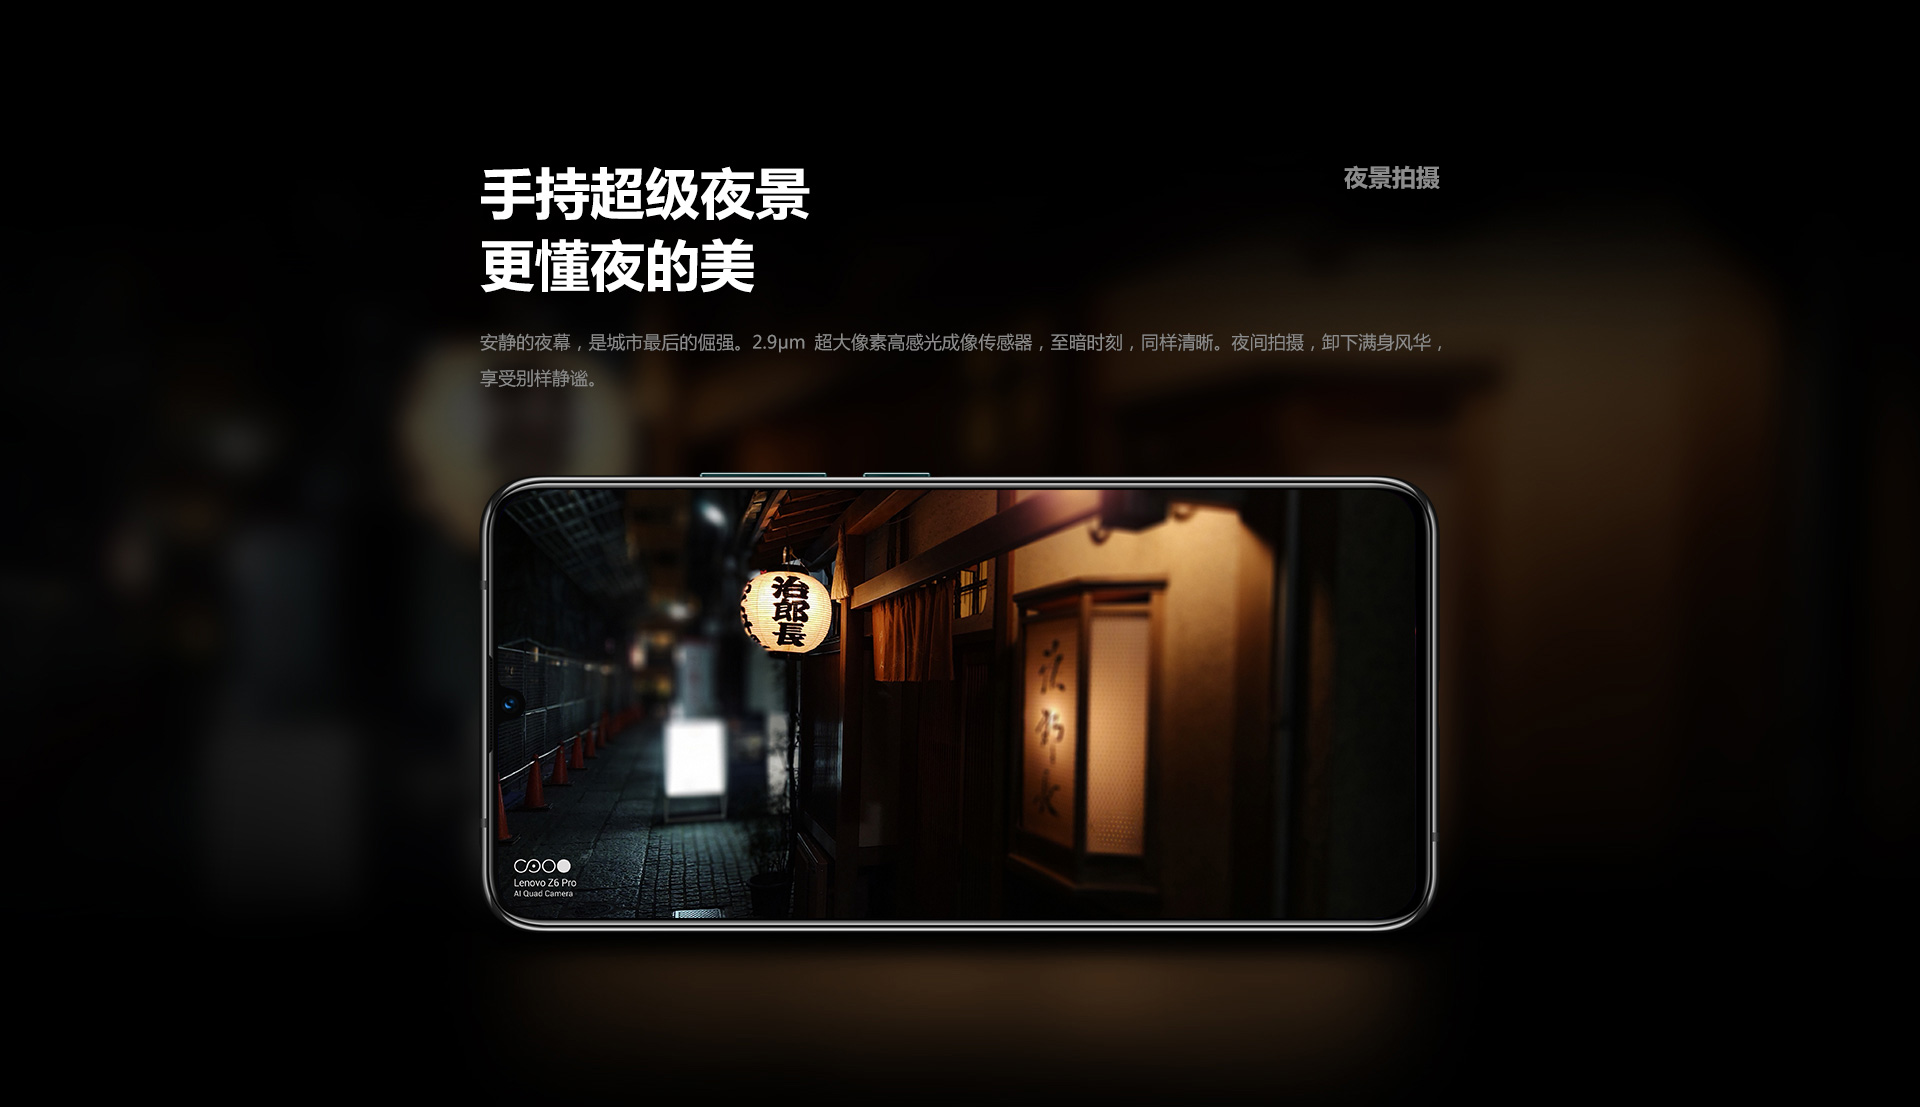 手持超级夜景
更懂夜的美
夜景拍摄
安静的夜幕，是城市最后的倔强。2.9μm 超大像素高感光成像传感器，至暗时刻，同样清晰。夜间拍摄，卸下满身风华，
享受别样静谧。
治郎長
Lenovo Z6 Pro
AI Quad Camera